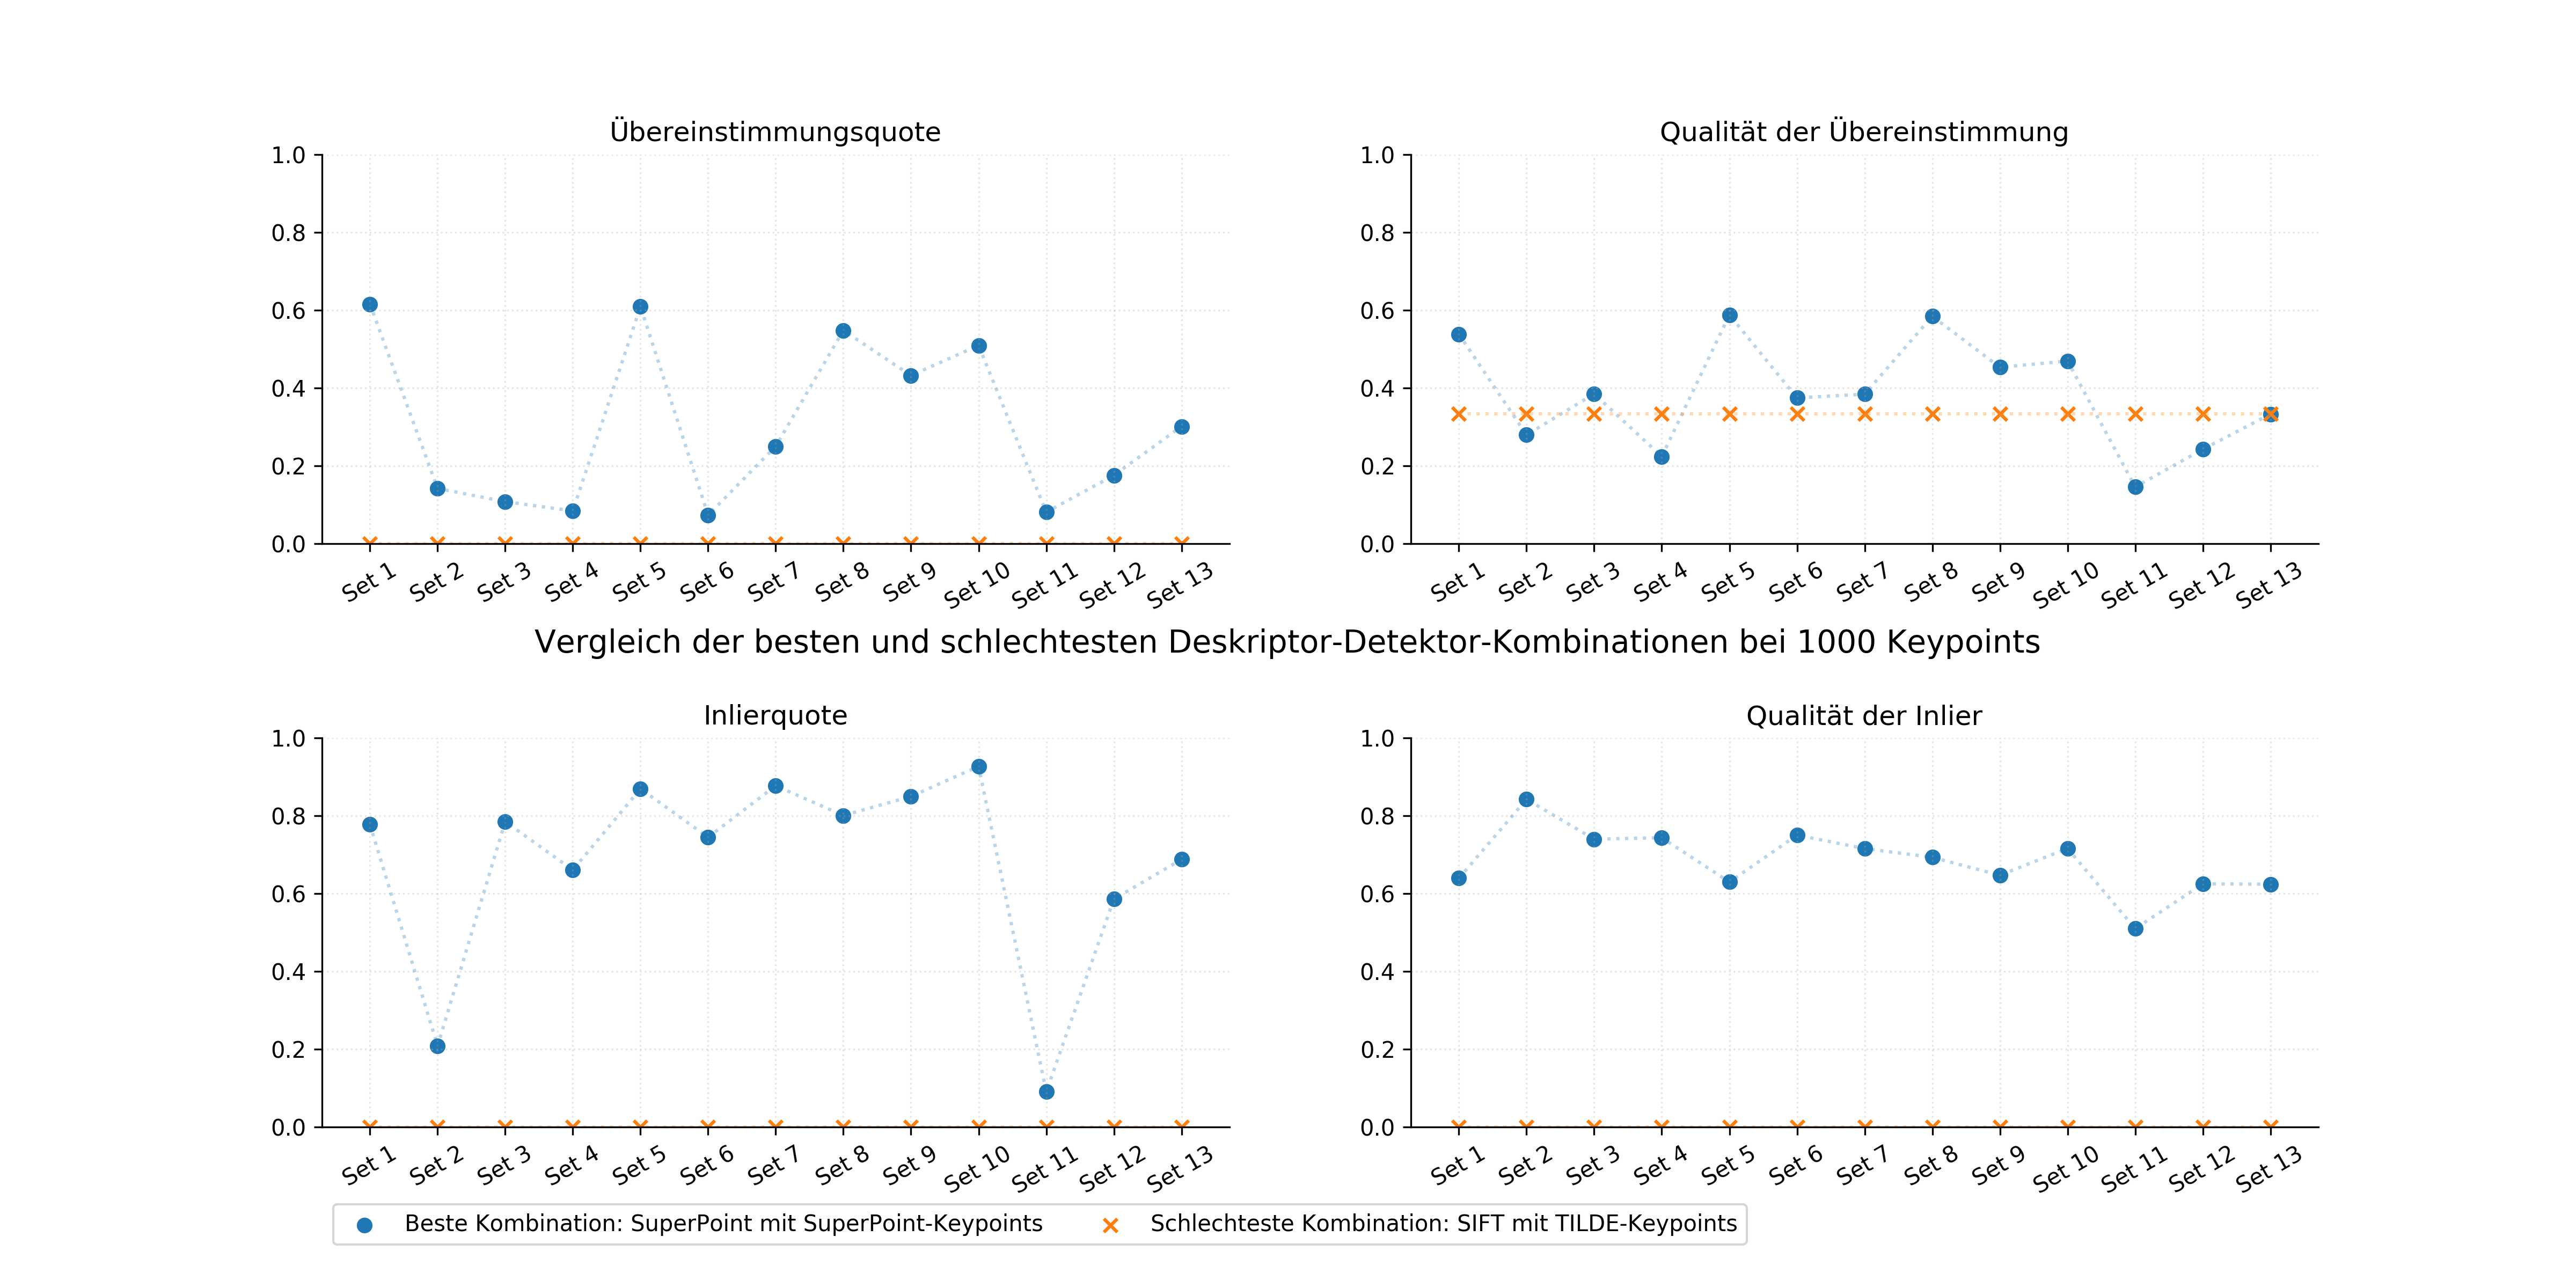 Übereinstimmungsquote
1.0
0.8
0.6
0.4
0.2
0.0
Set 1 Set 2 Set 3 Set 4 Set 5 Set 6 Set 7 Set 8 Set 9 Set 10 Set 11 Set 12 Set 13
Qualität der Übereinstimmung
1.0
0.8
0.6
0.4
0.2
0.0
Set 1 Set 2 Set 3 Set 4 Set 5 Set 6 Set 7 Set 8 Set 9 Set 10 Set 11 Set 12 Set 13
Vergleich der besten und schlechtesten Deskriptor-Detektor-Kombinationen bei 1000 Keypoints
Inlierquote
1.0
0.8
0.6
0.4
0.2
0.0
Set 1 Set 2 Set 3 Set 4 Set 5 Set 6 Set 7 Set 8 Set 9 Set 10 Set 11 Set 12 Set 13
Qualität der Inlier
1.0
0.8
0.6
0.4
0.2
0.0
Set 1 Set 2 Set 3 Set 4 Set 5 Set 6 Set 7 Set 8 Set 9 Set 10 Set 11 Set 12 Set 13
Beste Kombination: SuperPoint mit SuperPoint-Keypoints Schlechteste Kombination: SIFT mit TILDE-Keypoints